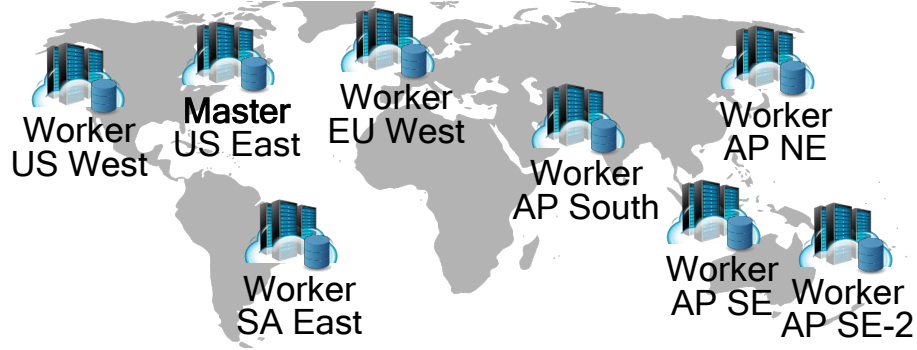 Worker
US West
Master
US East
Worker
EU West
Worker
AP South
Worker
AP NE
Worker
SA East
Worker
AP SE
Worker
AP SE-2